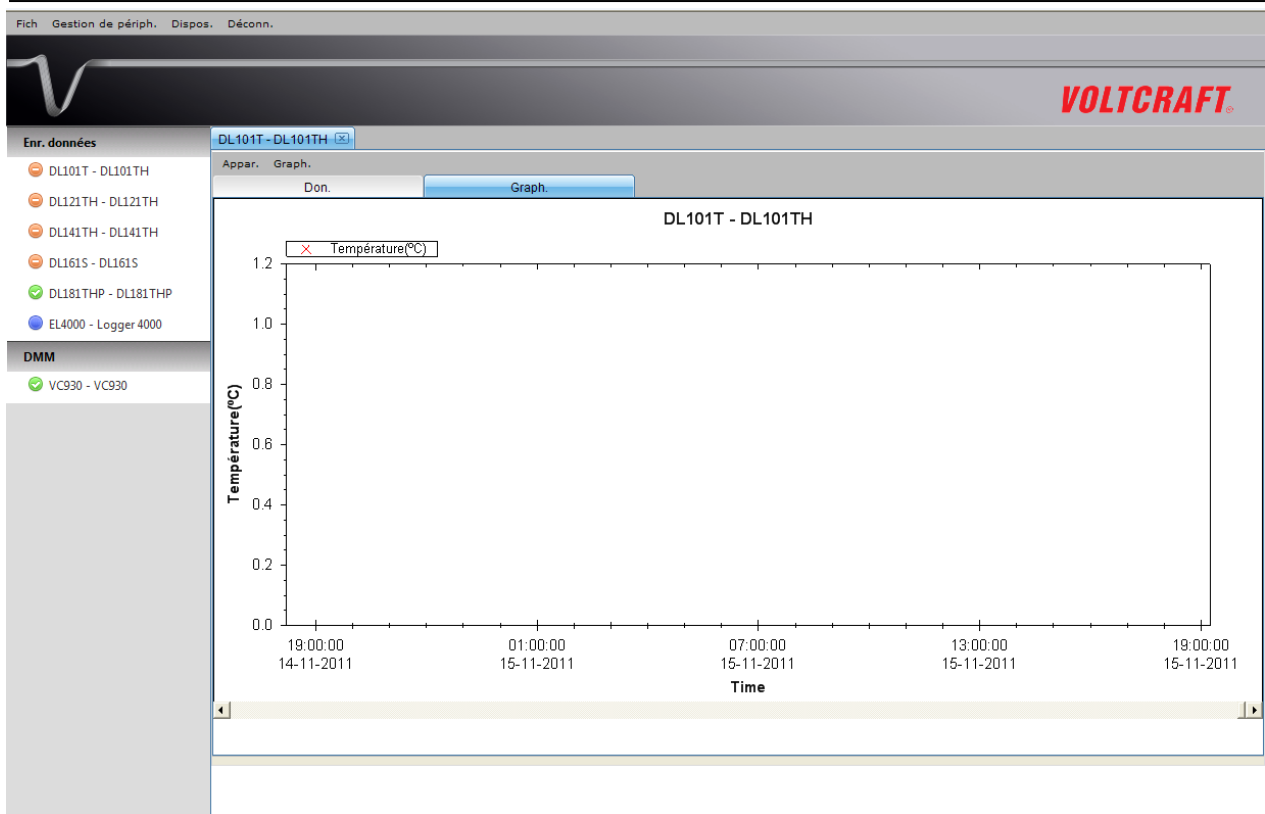 Fich Gestion de périph. Dispos. Déconn.
VOLTCRAFT®
Enr. données
DL101T - DL101TH
DL121TH - DL121TH
DL141TH - DL141TH
DL161S - DL161S
DL181THP - DL181THP
EL4000 - Logger 4000
DMM
VC930 - VC930
DL101T - DL101TH
Appar. Graph.
Don. Graph.
DL101T - DL101TH
Température(ºC)
Température(ºC)
1.2
1.0
0.8
0.6
0.4
0.2
0.0
19:00:00 01:00:00 07:00:00 13:00:00 19:00:00
14-11-2011 15-11-2011 15-11-2011 15-11-2011 15-11-2011
Time